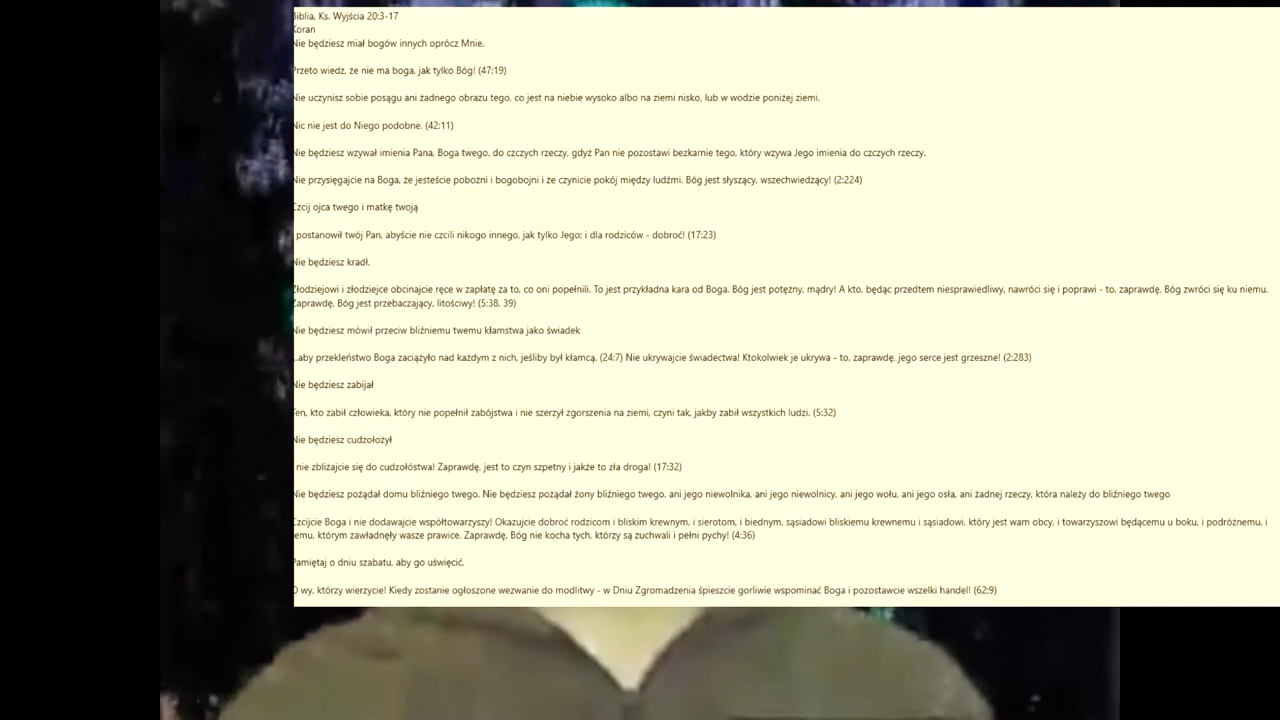 Biblia, Ks. Wyjścia 20:3-17
Koran
Nie będziesz miał bogów innych oprócz Mnie.
Przeto wiedz, że nie ma boga, jak tylko Bóg! (47:19)
Nie uczynisz sobie posągu ani żadnego obrazu tego, co jest na niebie wysoko albo na ziemi nisko, lub w wodzie poniżej ziemi.
Nic nie jest do Niego podobne. (42:11)
Nie będziesz wzywał imienia Pana, Boga twego, do czczych rzeczy, gdyż Pan nie pozostawi bezkarnie tego, który wzywa Jego imienia do czczych rzeczy.
Nie przysięgajcie na Boga, że jesteście pobożni i bogobojni i że czynicie pokój między ludźmi. Bóg jest słyszący, wszechwiedzący! (2:224)
Czcij ojca twego i matkę twoją
postanowił twój Pan, abyście nie czcili nikogo innego, jak tylko Jego; i dla rodziców - dobroć! (17:23)
Nie będziesz kradł.
Złodziejowi i złodziejce obcinajcie ręce w zapłatę za to, co oni popełnili. To jest przykładna kara od Boga. Bóg jest potężny, mądry! A kto, będąc przedtem niesprawiedliwy, nawróci się i poprawi - to, zaprawdę, Bóg zwróci się ku niemu.
Zaprawdę, Bóg jest przebaczający, litościwy! (5:38, 39)
Nie będziesz mówił przeciw bliźniemu twemu kłamstwa jako świadek
...aby przekleństwo Boga zaciążyło nad każdym z nich, jeśliby był kłamcą. (24:7) Nie ukrywajcie świadectwa! Ktokolwiek je ukrywa - to, zaprawdę, jego serce jest grzeszne! (2:283)
Nie będziesz zabijał
Ten, kto zabił człowieka, który nie popełnił zabójstwa i nie szerzył zgorszenia na ziemi, czyni tak, jakby zabił wszystkich ludzi. (5:32)
Nie będziesz cudzołożył
nie zbliżajcie się do cudzołóstwa! Zaprawdę, jest to czyn szpetny i jakże to zła droga! (17:32)
Nie będziesz pożądał domu bliźniego twego. Nie będziesz pożądał żony bliźniego twego, ani jego niewolnika, ani jego niewolnicy, ani jego wołu, ani jego osła, ani żadnej rzeczy, która należy do bliźniego twego
Czcijcie Boga i nie dodawajcie współtowarzyszy! Okazujcie dobroć rodzicom i bliskim krewnym, i sierotom, i biednym, sąsiadowi bliskiemu krewnemu i sąsiadowi, który jest wam obcy, i towarzyszowi będącemu u boku, i podróżnemu, i
temu, którym zawładnęły wasze prawice. Zaprawdę, Bóg nie kocha tych, którzy są zuchwali i pełni pychy! (4:36)
Pamiętaj o dniu szabatu, aby go uświęcić.
O wy, którzy wierzycie! Kiedy zostanie ogłoszone wezwanie do modlitwy - w Dniu Zgromadzenia śpieszcie gorliwie wspominać Boga i pozostawcie wszelki handel! (62:9)